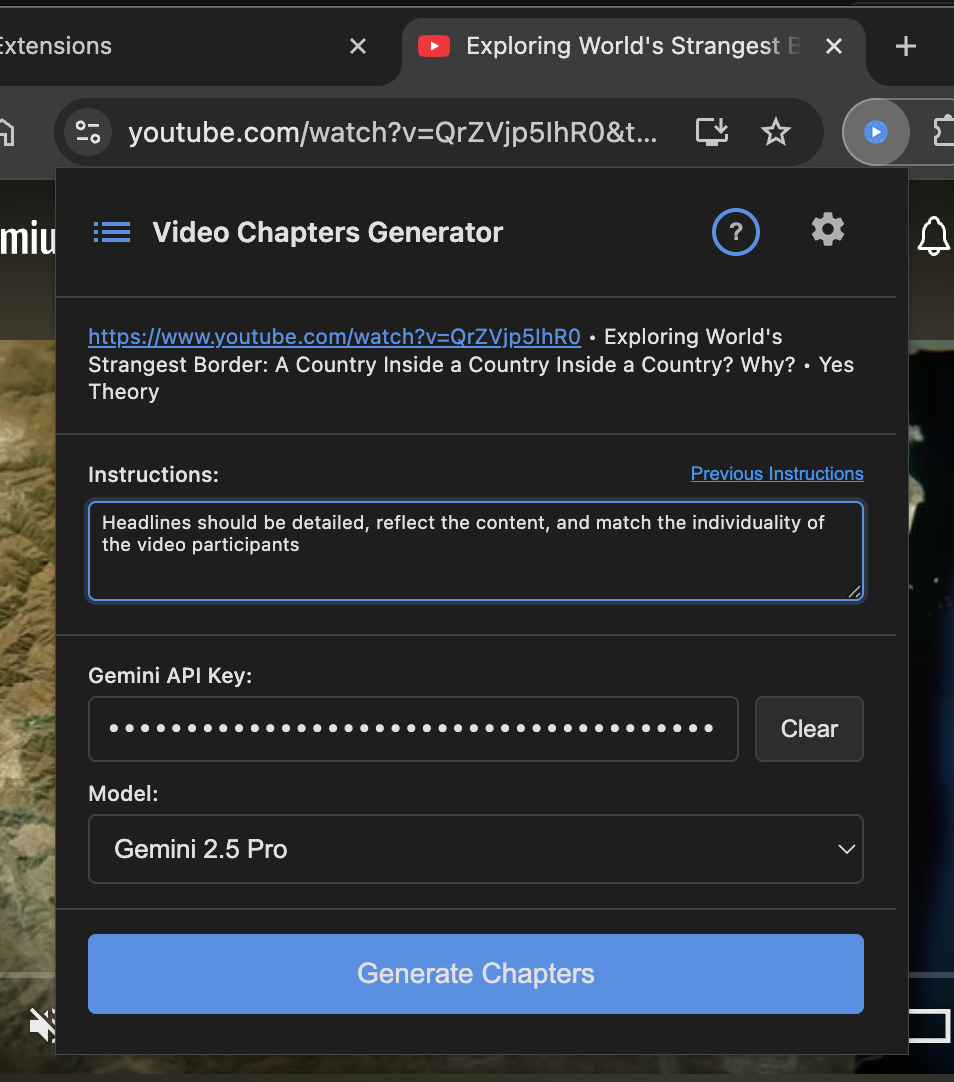 Extensions
Exploring World's Strangest B
youtube.com/watch?v=QrZVjp5IhR0&t...
Video Chapters Generator
?
https://www.youtube.com/watch?v=QrZVjp5IhR0 • Exploring World's
Strangest Border: A Country Inside a Country Inside a Country? Why? • Yes
Theory
Instructions:
Previous Instructions
Headlines should be detailed, reflect the content, and match the individuality of
the video participants
Gemini API Key:
Clear
Model:
Gemini 2.5 Pro
Generate Chapters